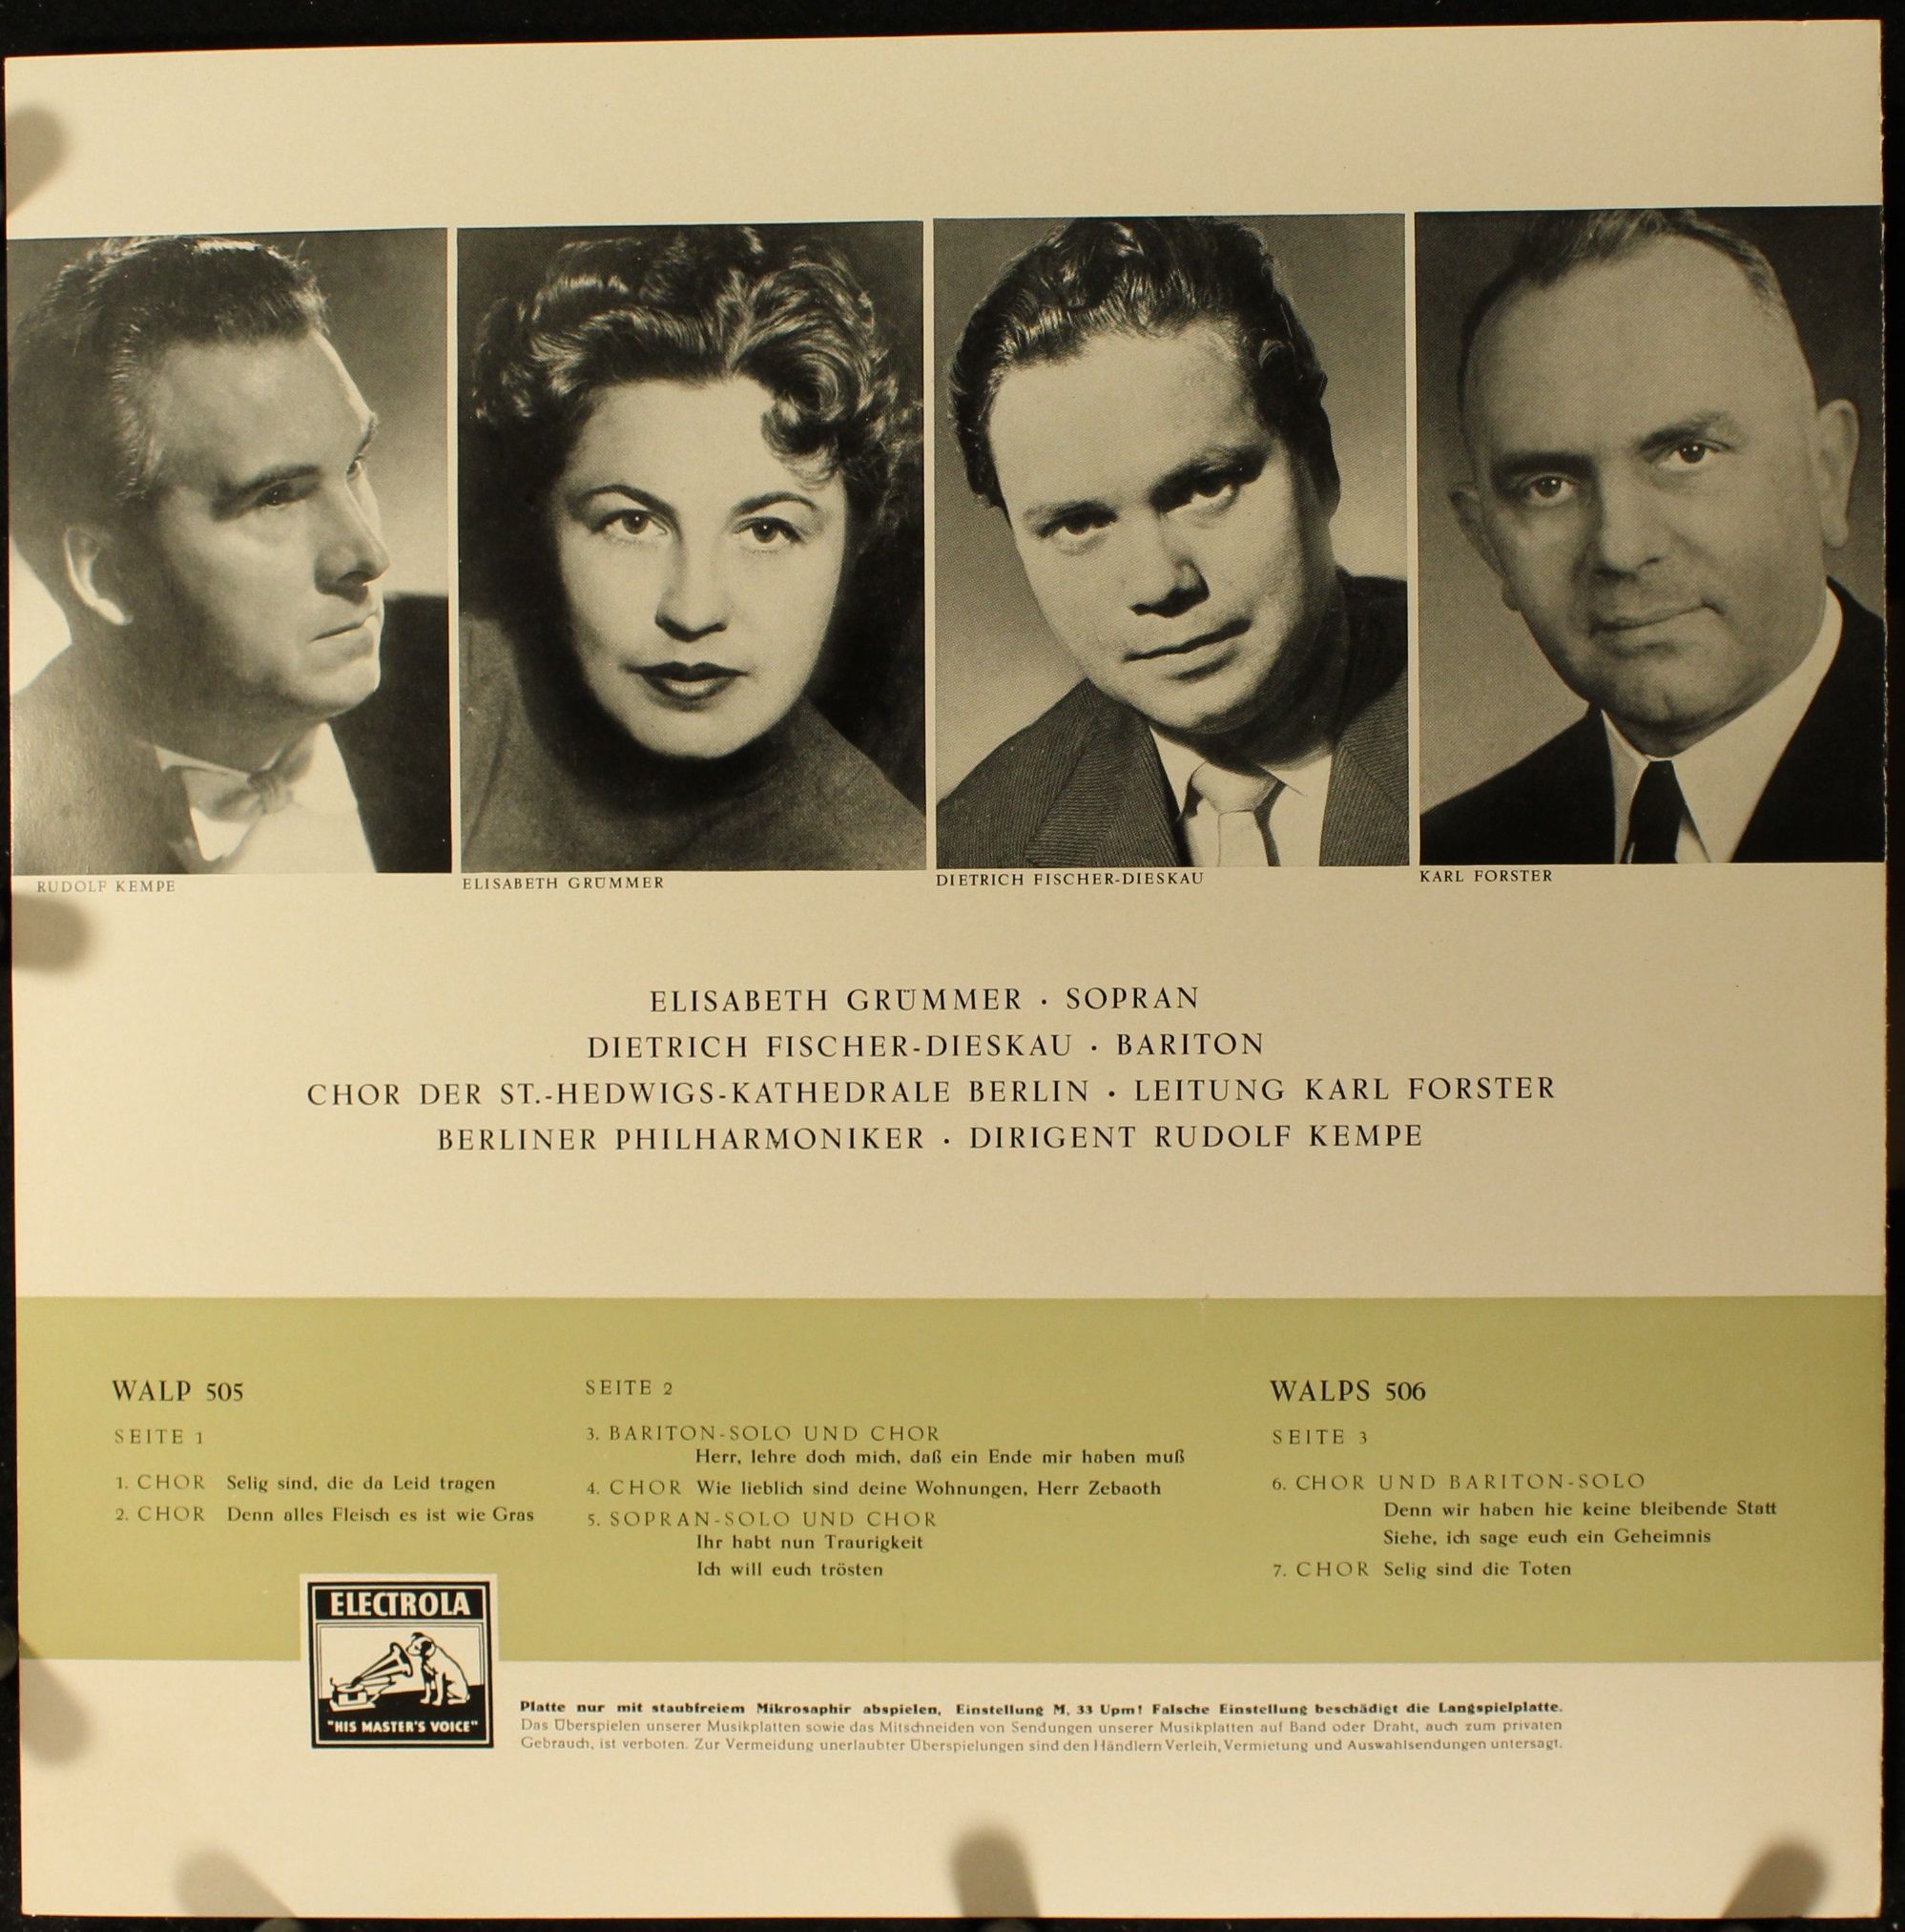 RUDOLF KEMPE
ELISABETH GRÜMMER
DIETRICH FISCHER-DIESKAU
KARL FORSTER
ELISABETH GRÜMMER · SOPRAN
DIETRICH FISCHER-DIESKAU · BARITON
CHOR DER ST.-HEDWIGS-KATHEDRALE BERLIN · LEITUNG KARL FORSTER
BERLINER PHILHARMONIKER · DIRIGENT RUDOLF KEMPE
WALP 505
SEITE 1
1. CHOR Selig sind, die da Leid tragen
2. CHOR Denn alles Fleisch es ist wie Gras
SEITE 2
3. BARITON-SOLO UND CHOR
Herr, lehre doch mich, daß ein Ende mir haben muß
4. CHOR Wie lieblich sind deine Wohnungen, Herr Zebaoth
5. SOPRAN-SOLO UND CHOR
Ihr habt nun Traurigkeit
Ich will euch trösten
WALPS 506
SEITE 3
6. CHOR UND BARITON-SOLO
Denn wir haben hie keine bleibende Statt
Siehe, ich sage euch ein Geheimnis
7. CHOR Selig sind die Toten
ELECTROLA
"HIS MASTER'S VOICE"
Platte nur mit staubfreiem Mikrosaphir abspielen, Einstellung M, 33 Upm! Falsche Einstellung beschädigt die Langspielplatte.
Das Überspielen unserer Musikplatten sowie das Mitschneiden von Sendungen unserer Musikplatten auf Band oder Draht, auch zum privaten
Gebrauch, ist verboten. Zur Vermeidung unerlaubter Überspielungen sind den Händlern Verleih, Vermietung und Auswahlsendungen untersagt.